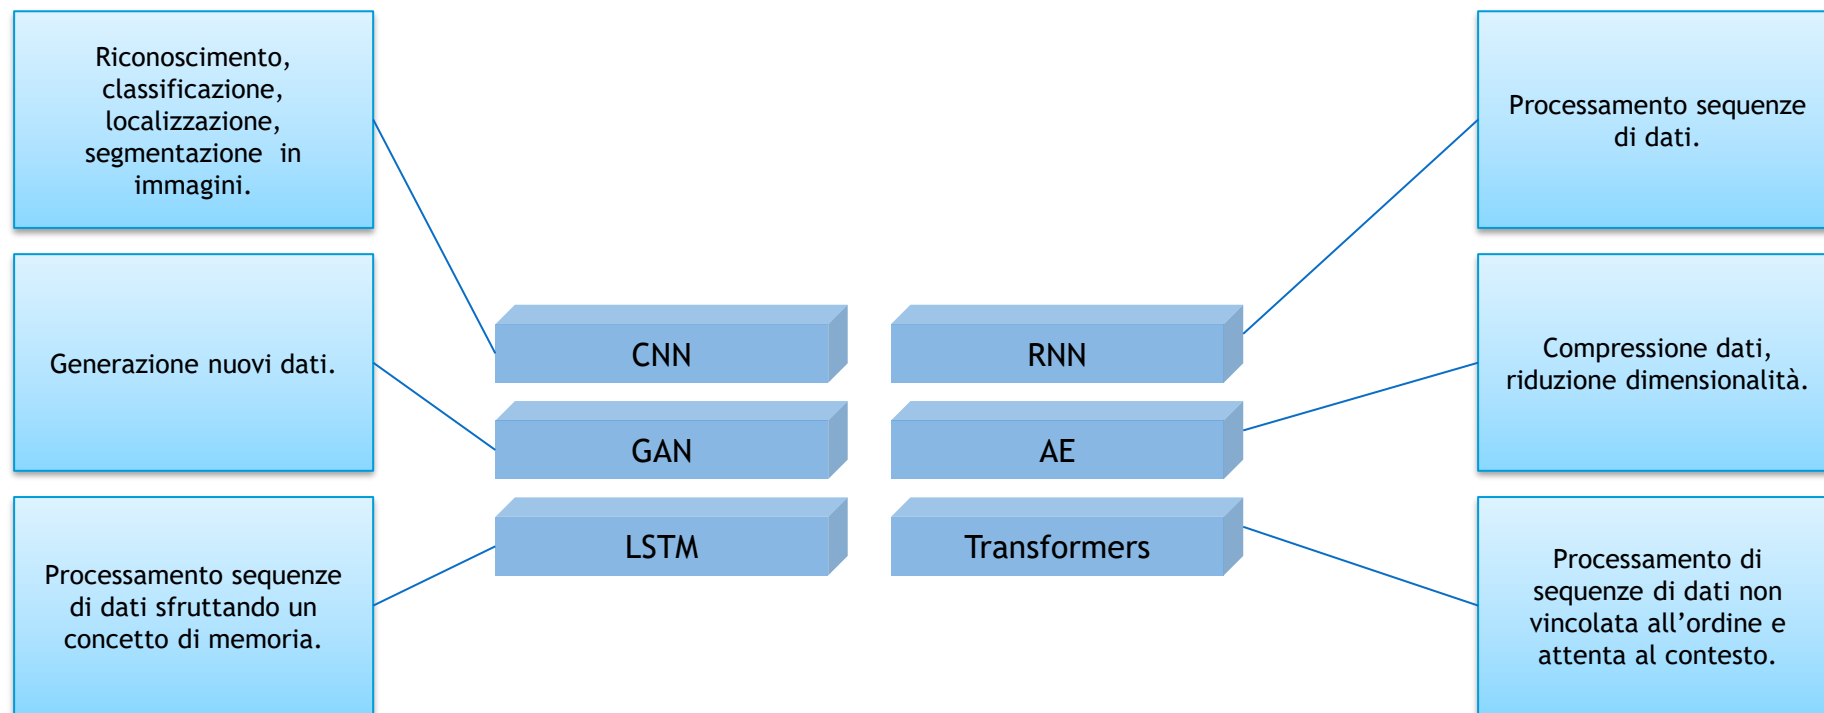 Riconoscimento,
classificazione,
localizzazione,
segmentazione in
immagini.
Generazione nuovi dati.
Processamento sequenze
di dati sfruttando un
concetto di memoria.
CNN
GAN
LSTM
RNN
AE
Transformers
Processamento sequenze
di dati.
Compressione dati,
riduzione dimensionalità.
Processamento di
sequenze di dati non
vincolata all’ordine e
attenta al contesto.